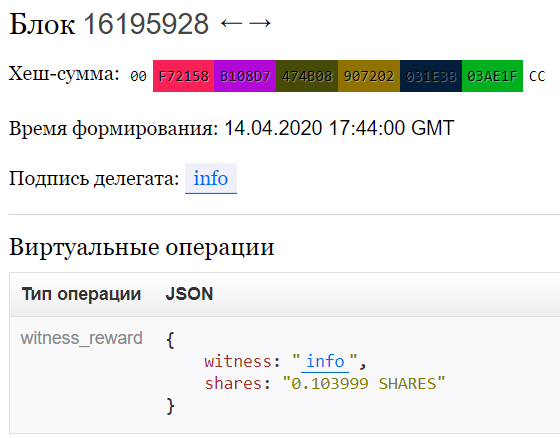 Блок 16195928 ←→
Хеш-сумма: 00 F72158 B108D7 474B08 907202 031E3B 03AE1F CC
Время формирования: 14.04.2020 17:44:00 GMT
Подпись делегата: info
Виртуальные операции
Тип операции JSON
witness_reward {
witness: "info",
shares: "0.103999 SHARES"
}